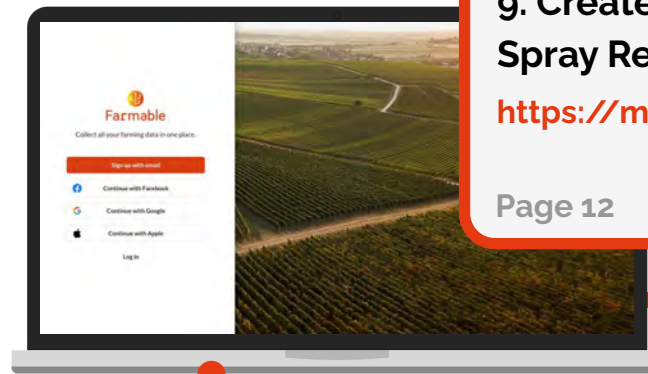 Farmable
Collect all your farming data in one place.
Sign up with email
Continue with Facebook
Continue with Google
Continue with Apple
Log in
9. Create
Spray Re
https://m
Page 12